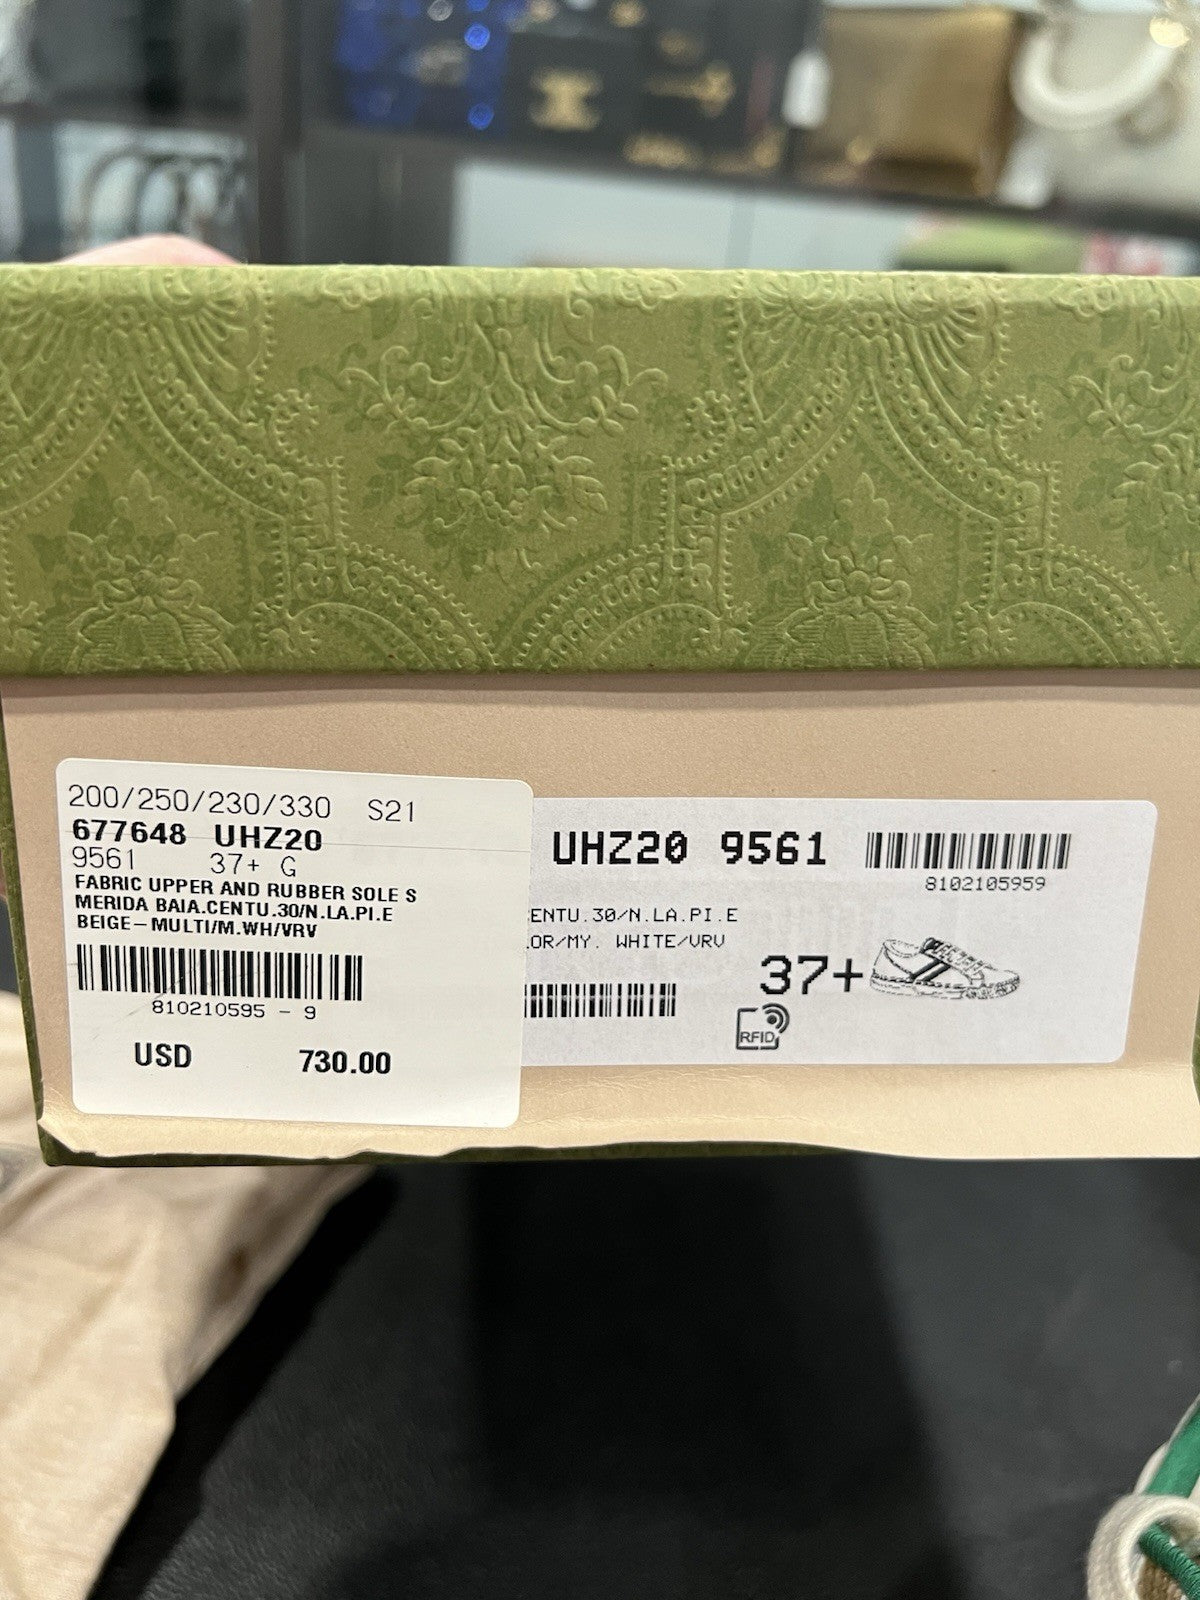 200/250/230/330 S21
677648 UHZ20
9561 37+ G
FABRIC UPPER AND RUBBER SOLE S
MERIDA BAIA.CENTU.30/N.LA.PI.E
BEIGE-MULTI/M.WH/VRV
810210595 - 9
USD 730.00
UHZ20 9561
8102105959
CENTU.30/N.LA.PI.E
LOR/MY. WHITE/VRV
37+
RFID